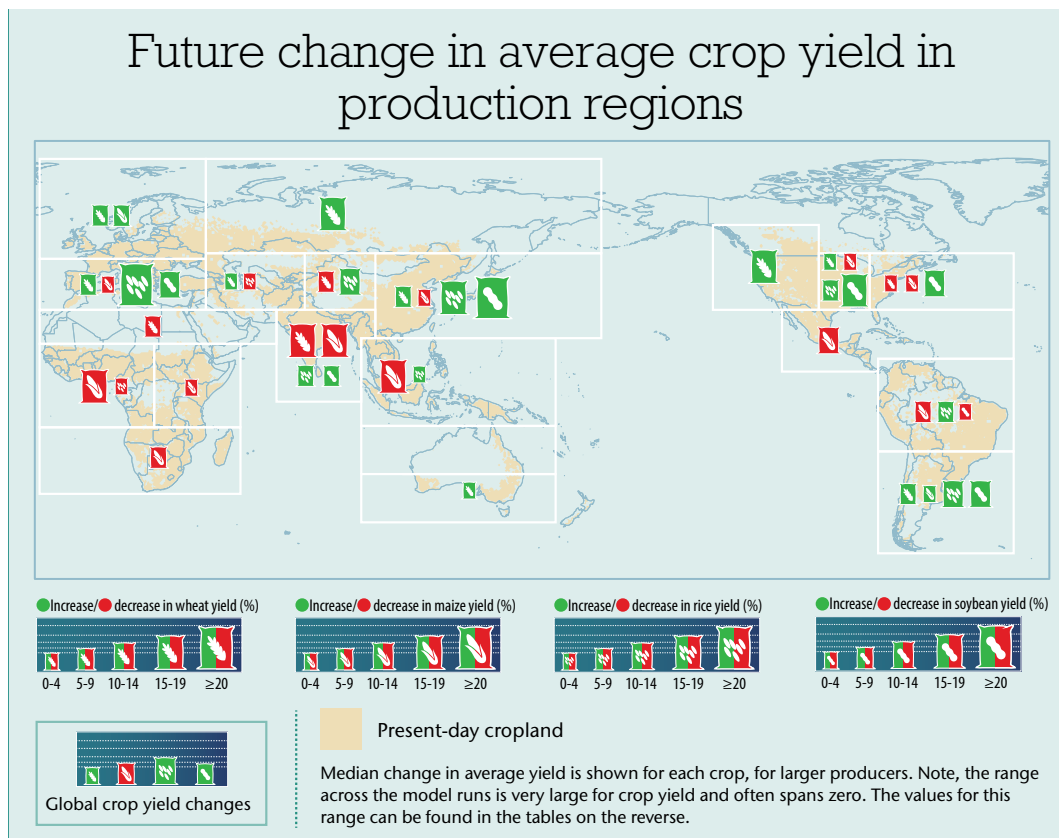 Future change in average crop yield in
production regions
Increase/ decrease in wheat yield (%)
0-4 5-9 10-14 15-19 ≥20
Increase/ decrease in maize yield (%)
0-4 5-9 10-14 15-19 ≥20
Increase/ decrease in rice yield (%)
0-4 5-9 10-14 15-19 ≥20
Increase/ decrease in soybean yield (%)
0-4 5-9 10-14 15-19 ≥20
Global crop yield changes
Present-day cropland
Median change in average yield is shown for each crop, for larger producers. Note, the range
across the model runs is very large for crop yield and often spans zero. The values for this
range can be found in the tables on the reverse.